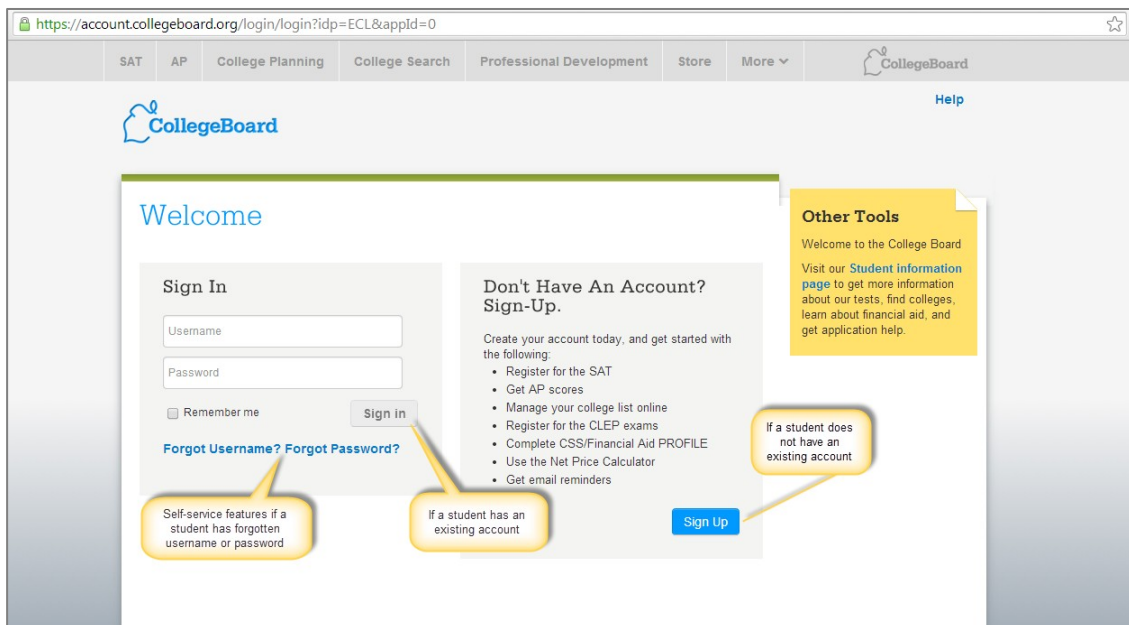 https://account.collegeboard.org/login/login?idp=ECL&appId=0
SAT AP College Planning College Search Professional Development Store More CollegeBoard
Help
CollegeBoard
Welcome
Sign In
Username
Password
Remember me
Sign in
Forgot Username? Forgot Password?
Self-service features if a
student has forgotten
username or password
If a student has an
existing account
Don't Have An Account?
Sign-Up.
Create your account today, and get started with
the following:
• Register for the SAT
• Get AP scores
• Manage your college list online
• Register for the CLEP exams
• Complete CSS/Financial Aid PROFILE
• Use the Net Price Calculator
• Get email reminders
Sign Up
If a student does
not have an
existing account
Other Tools
Welcome to the College Board
Visit our Student information
page to get more information
about our tests, find colleges,
learn about financial aid, and
get application help.